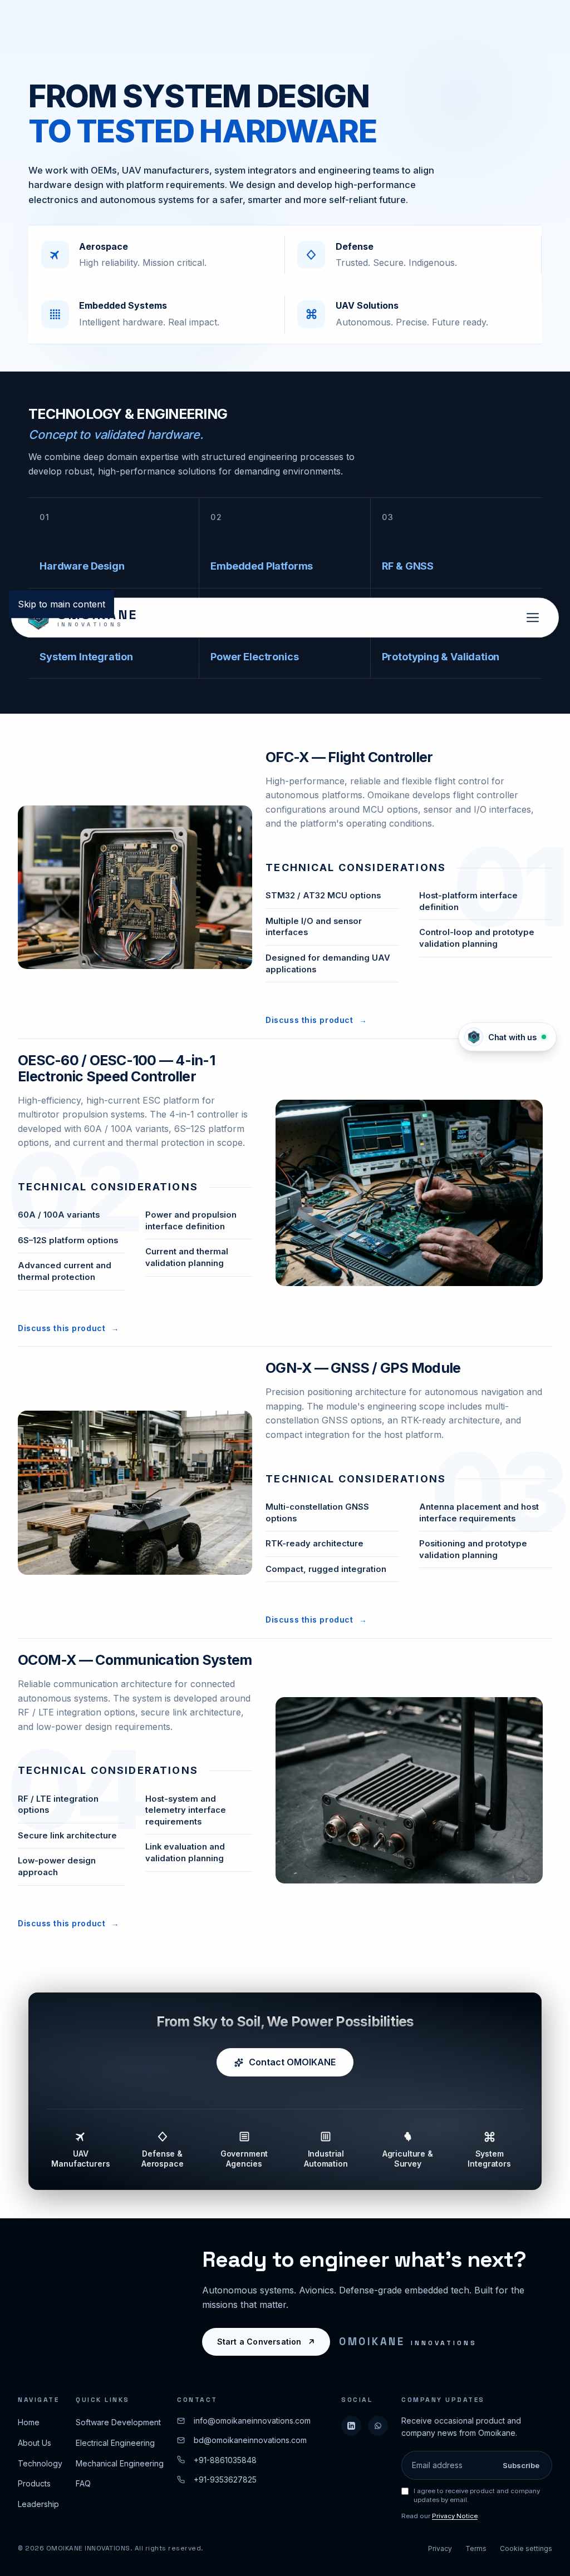 FROM SYSTEM DESIGN
TO TESTED HARDWARE
We work with OEMs, UAV manufacturers, system integrators and engineering teams to align
hardware design with platform requirements. We design and develop high-performance
electronics and autonomous systems for a safer, smarter and more self-reliant future.
Aerospace
High reliability. Mission critical.
Defense
Trusted. Secure. Indigenous.
Embedded Systems
Intelligent hardware. Real impact.
UAV Solutions
Autonomous. Precise. Future ready.
TECHNOLOGY & ENGINEERING
Concept to validated hardware.
We combine deep domain expertise with structured engineering processes to
develop robust, high-performance solutions for demanding environments.
01
02
03
Hardware Design
Embedded Platforms
RF & GNSS
Skip to main content
OMOIKANE
INNOVATIONS
System Integration
Power Electronics
Prototyping & Validation
OFC-X — Flight Controller
High-performance, reliable and flexible flight control for
autonomous platforms. Omoikane develops flight controller
configurations around MCU options, sensor and I/O interfaces,
and the platform's operating conditions.
01
TECHNICAL CONSIDERATIONS
STM32 / AT32 MCU options
Multiple I/O and sensor
interfaces
Designed for demanding UAV
applications
Host-platform interface
definition
Control-loop and prototype
validation planning
Discuss this product →
Chat with us
OESC-60 / OESC-100 — 4-in-1
Electronic Speed Controller
High-efficiency, high-current ESC platform for
multirotor propulsion systems. The 4-in-1 controller is
developed with 60A / 100A variants, 6S–12S platform
options, and current and thermal protection in scope.
02
TECHNICAL CONSIDERATIONS
60A / 100A variants
6S–12S platform options
Advanced current and
thermal protection
Power and propulsion
interface definition
Current and thermal
validation planning
Discuss this product →
OGN-X — GNSS / GPS Module
Precision positioning architecture for autonomous navigation and
mapping. The module's engineering scope includes multi-
constellation GNSS options, an RTK-ready architecture, and
compact integration for the host platform.
03
TECHNICAL CONSIDERATIONS
Multi-constellation GNSS
options
RTK-ready architecture
Compact, rugged integration
Antenna placement and host
interface requirements
Positioning and prototype
validation planning
Discuss this product →
OCOM-X — Communication System
Reliable communication architecture for connected
autonomous systems. The system is developed around
RF / LTE integration options, secure link architecture,
and low-power design requirements.
04
TECHNICAL CONSIDERATIONS
RF / LTE integration
options
Secure link architecture
Low-power design
approach
Host-system and
telemetry interface
requirements
Link evaluation and
validation planning
Discuss this product →
From Sky to Soil, We Power Possibilities
Contact OMOIKANE
UAV
Manufacturers
Defense &
Aerospace
Government
Agencies
Industrial
Automation
Agriculture &
Survey
System
Integrators
Ready to engineer what's next?
Autonomous systems. Avionics. Defense-grade embedded tech. Built for the
missions that matter.
Start a Conversation ↗
OMOIKANE INNOVATIONS
NAVIGATE
Home
About Us
Technology
Products
Leadership
QUICK LINKS
Software Development
Electrical Engineering
Mechanical Engineering
FAQ
CONTACT
info@omoikaneinnovations.com
bd@omoikaneinnovations.com
+91-8861035848
+91-9353627825
SOCIAL
COMPANY UPDATES
Receive occasional product and
company news from Omoikane.
Email address
Subscribe
I agree to receive product and company
updates by email.
Read our Privacy Notice.
© 2026 OMOIKANE INNOVATIONS. All rights reserved.
Privacy
Terms
Cookie settings